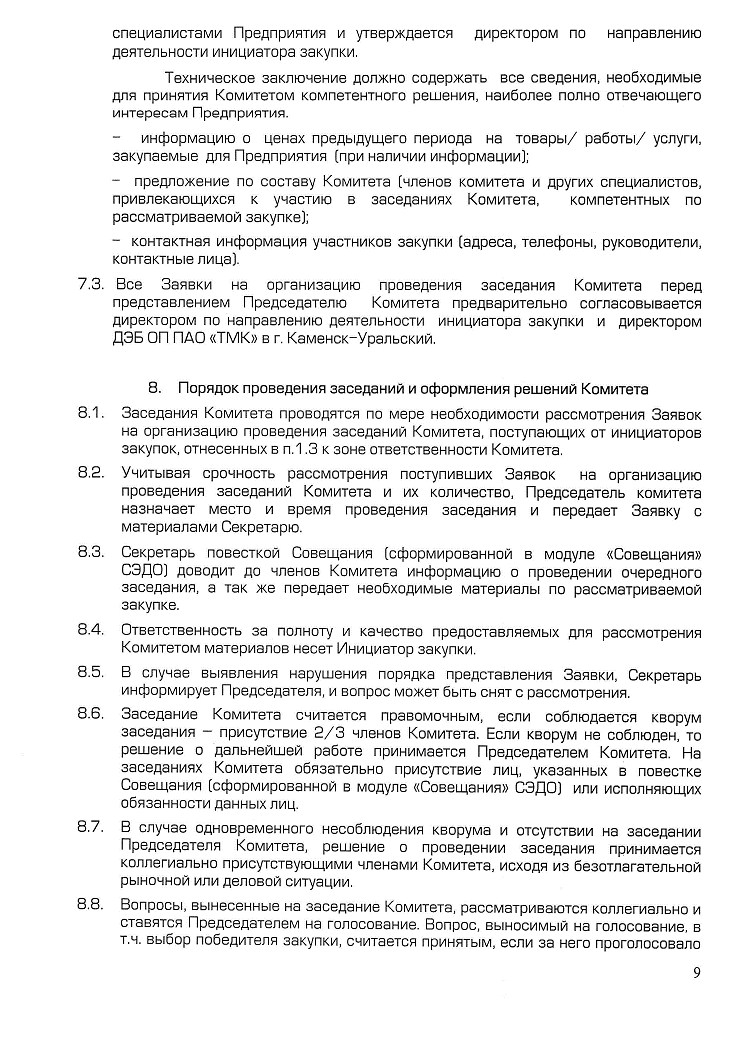 специалистами Предприятия и утверждается директором по направлению
деятельности инициатора закупки.
Техническое заключение должно содержать все сведения, необходимые
для принятия Комитетом компетентного решения, наиболее полно отвечающего
интересам Предприятия.
– информацию о ценах предыдущего периода на товары/ работы/ услуги,
закупаемые для Предприятия (при наличии информации);
– предложение по составу Комитета (членов комитета и других специалистов,
привлекающихся к участию в заседаниях Комитета, компетентных по
рассматриваемой закупке);
– контактная информация участников закупки (адреса, телефоны, руководители,
контактные лица).
7.3. Все Заявки на организацию проведения заседания Комитета перед
представлением Председателю Комитета предварительно согласовывается
директором по направлению деятельности инициатора закупки и директором
ДЭБ ОП ПАО «ТМК» в г. Каменск-Уральский.
8. Порядок проведения заседаний и оформления решений Комитета
8.1. Заседания Комитета проводятся по мере необходимости рассмотрения Заявок
на организацию проведения заседаний Комитета, поступающих от инициаторов
закупок, отнесенных в п.1.3 к зоне ответственности Комитета.
8.2. Учитывая срочность рассмотрения поступивших Заявок на организацию
проведения заседаний Комитета и их количество, Председатель комитета
назначает место и время проведения заседания и передает Заявку с
материалами Секретарю.
8.3. Секретарь повесткой Совещания (сформированной в модуле «Совещания»
СЭДО) доводит до членов Комитета информацию о проведении очередного
заседания, а так же передает необходимые материалы по рассматриваемой
закупке.
8.4. Ответственность за полноту и качество предоставляемых для рассмотрения
Комитетом материалов несет Инициатор закупки.
8.5. В случае выявления нарушения порядка представления Заявки, Секретарь
информирует Председателя, и вопрос может быть снят с рассмотрения.
8.6. Заседание Комитета считается правомочным, если соблюдается кворум
заседания – присутствие 2/3 членов Комитета. Если кворум не соблюден, то
решение о дальнейшей работе принимается Председателем Комитета. На
заседаниях Комитета обязательно присутствие лиц, указанных в повестке
Совещания (сформированной в модуле «Совещания» СЭДО) или исполняющих
обязанности данных лиц.
8.7. В случае одновременного несоблюдения кворума и отсутствии на заседании
Председателя Комитета, решение о проведении заседания принимается
коллегиально присутствующими членами Комитета, исходя из безотлагательной
рыночной или деловой ситуации.
8.8. Вопросы, вынесенные на заседание Комитета, рассматриваются коллегиально и
ставятся Председателем на голосование. Вопрос, выносимый на голосование, в
т.ч. выбор победителя закупки, считается принятым, если за него проголосовало
9